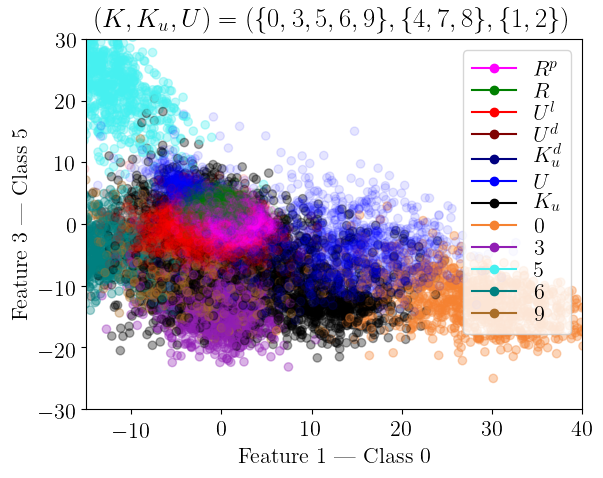 (K, K_u, U) = ({0, 3, 5, 6, 9}, {4, 7, 8}, {1, 2})
30
20
10
0
−10
−20
−30
Feature 3 — Class 5
R^p
R
U^l
U^d
K_u^d
U
K_u
0
3
5
6
9
−10
0
10
20
30
40
Feature 1 — Class 0